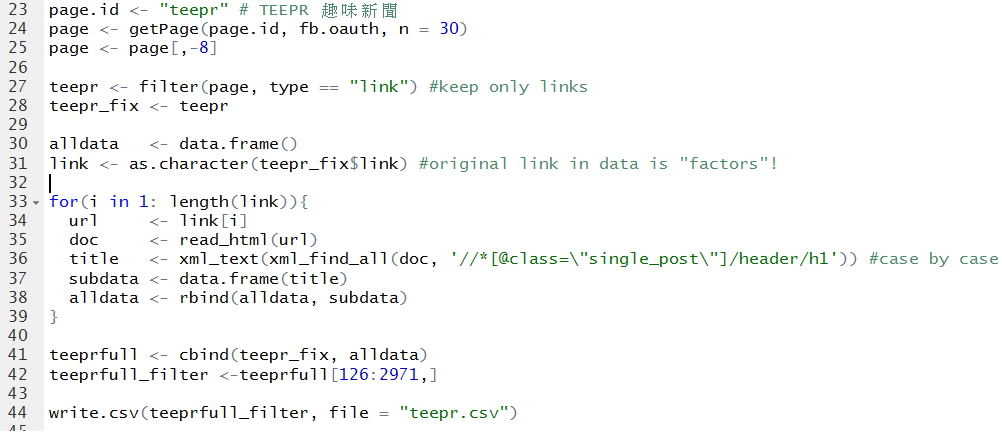 23 page.id <- "teepr" # TEEPR 趣味新聞
24 page <- getPage(page.id, fb.oauth, n = 30)
25 page <- page[,-8]
26
27 teepr <- filter(page, type == "link") #keep only links
28 teepr_fix <- teepr
29
30 alldata   <- data.frame()
31 link <- as.character(teepr_fix$link) #original link in data is "factors"!
32
33 for(i in 1: length(link)){
34   url     <- link[i]
35   doc     <- read_html(url)
36   title   <- xml_text(xml_find_all(doc, '//*[@class=\"single_post\"]/header/h1')) #case by case
37   subdata <- data.frame(title)
38   alldata <- rbind(alldata, subdata)
39 }
40
41 teeprfull <- cbind(teepr_fix, alldata)
42 teeprfull_filter <-teeprfull[126:2971,]
43
44 write.csv(teeprfull_filter, file = "teepr.csv")
45